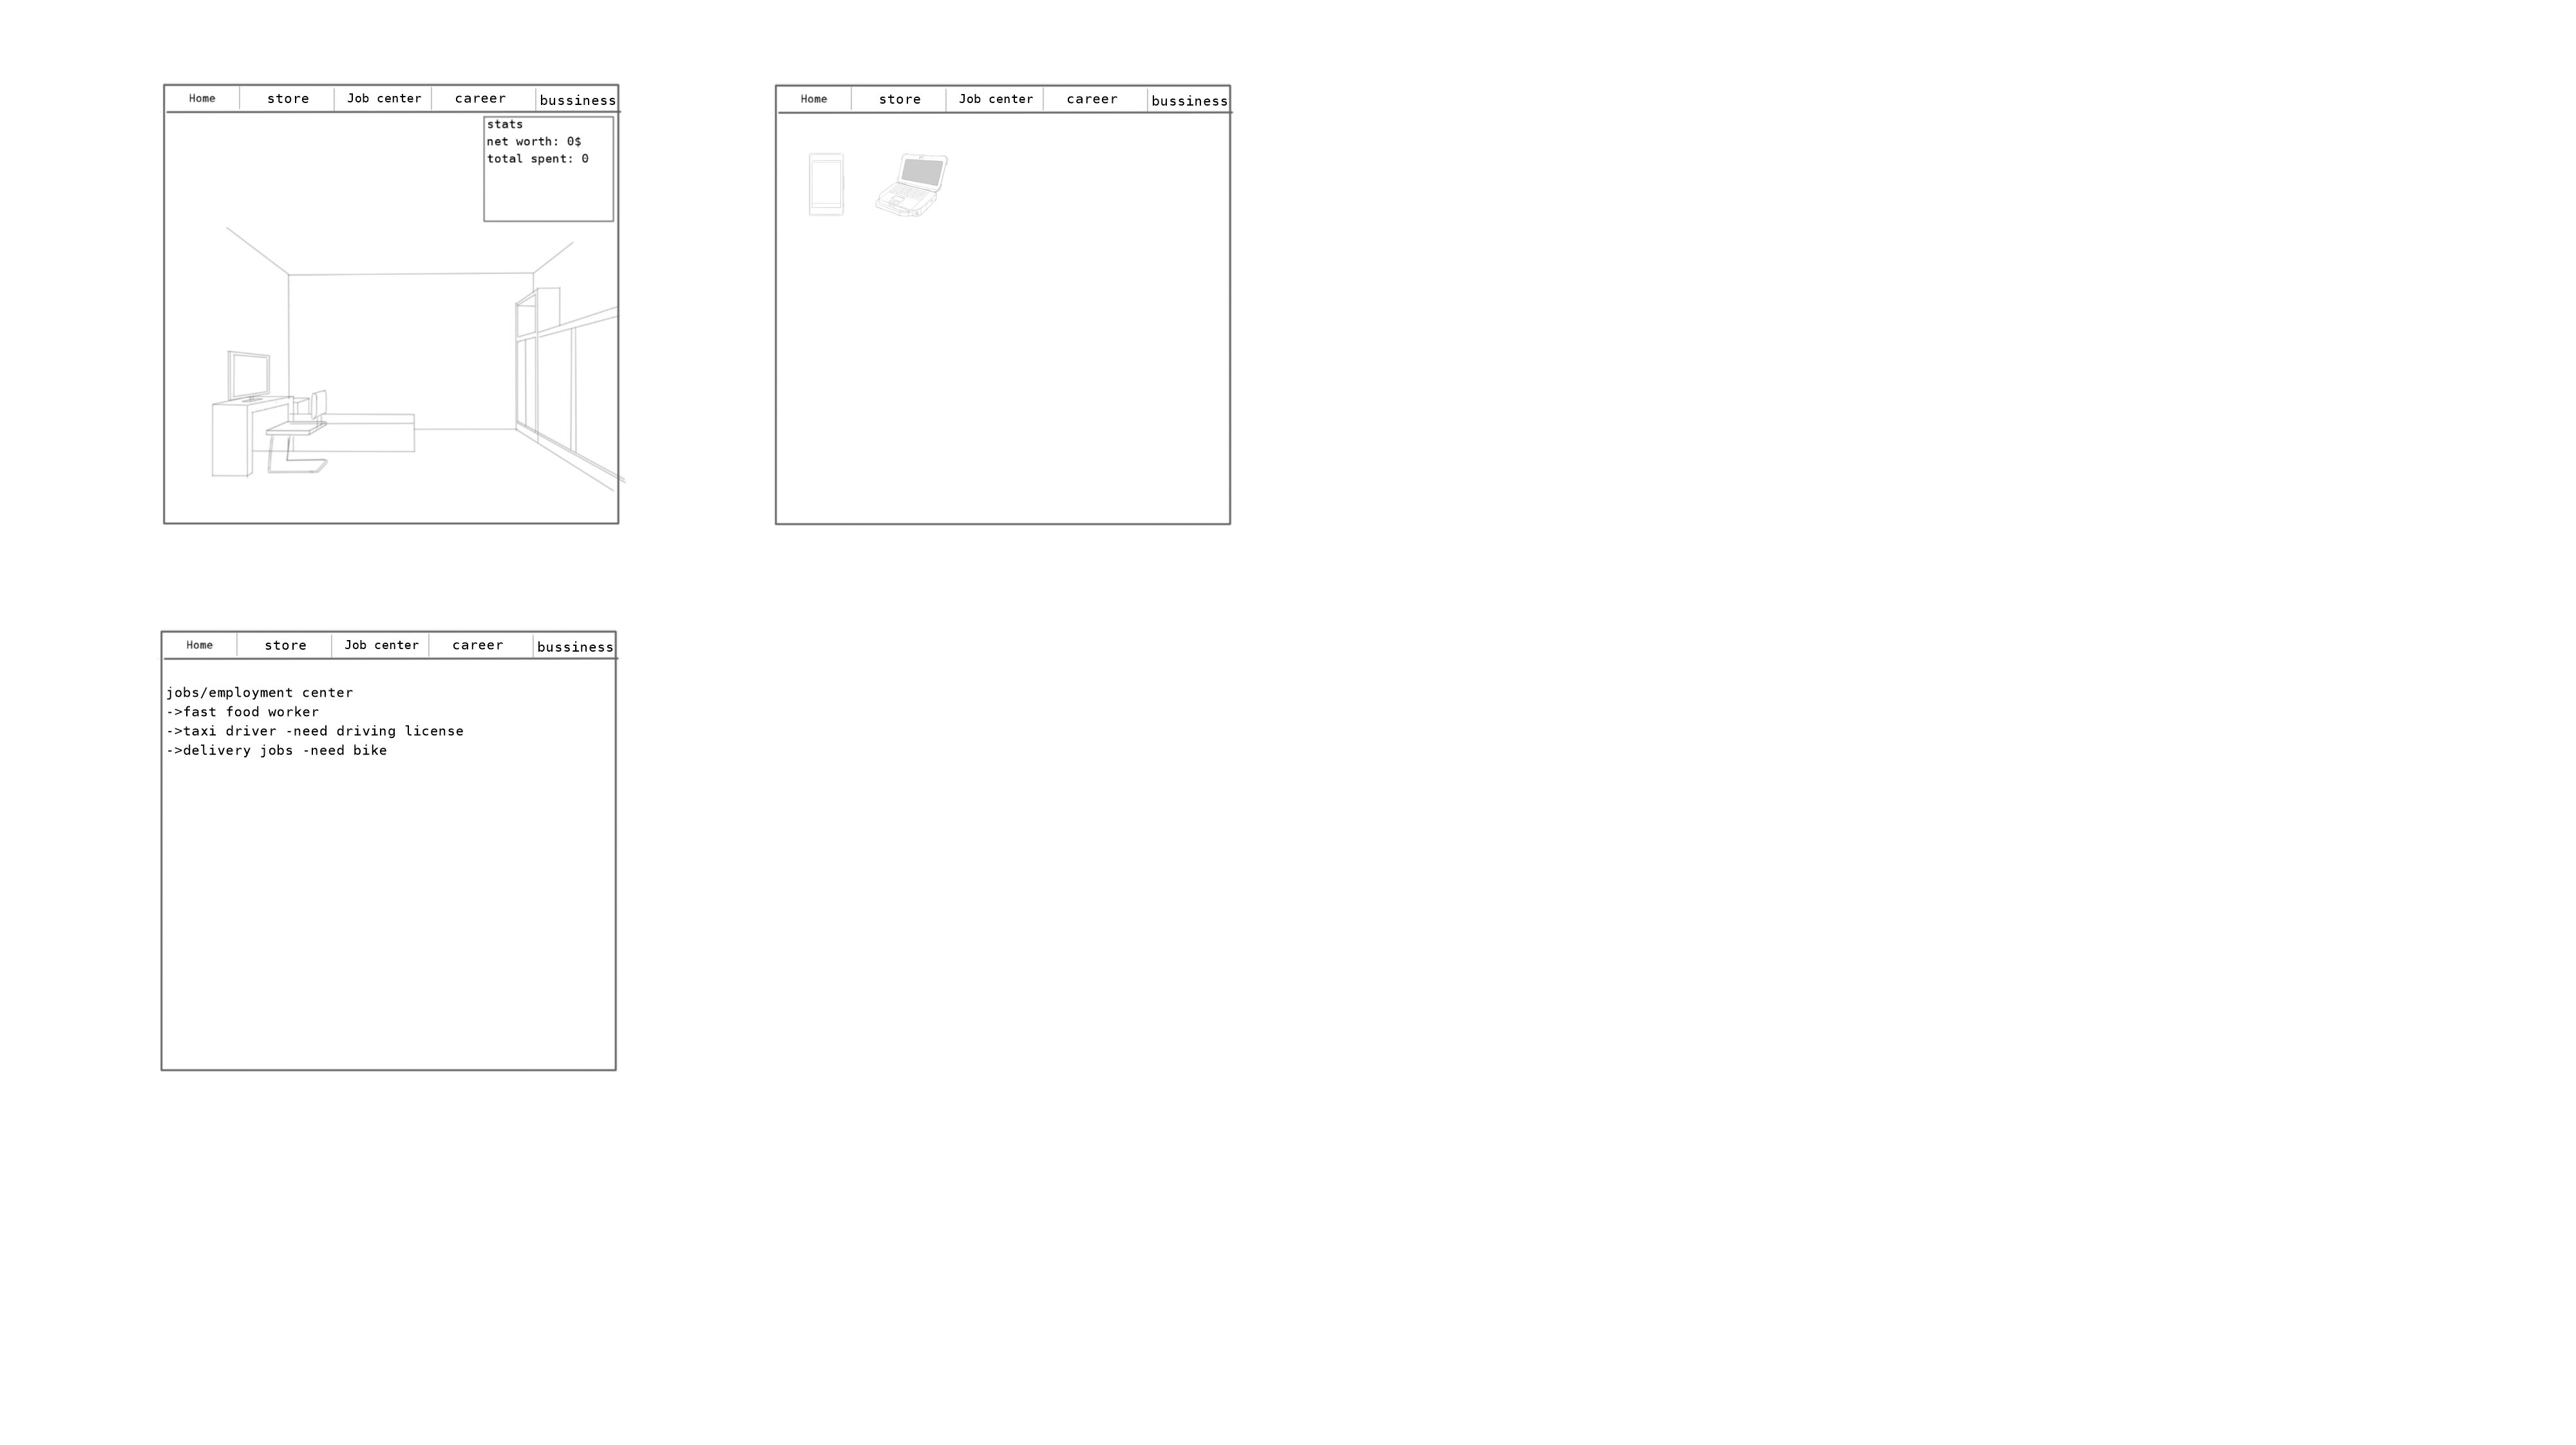 Home store Job center career bussiness
stats
net worth: 0$
total spent: 0
Home store Job center career bussiness
Home store Job center career bussiness
jobs/employment center
->fast food worker
->taxi driver -need driving license
->delivery jobs -need bike